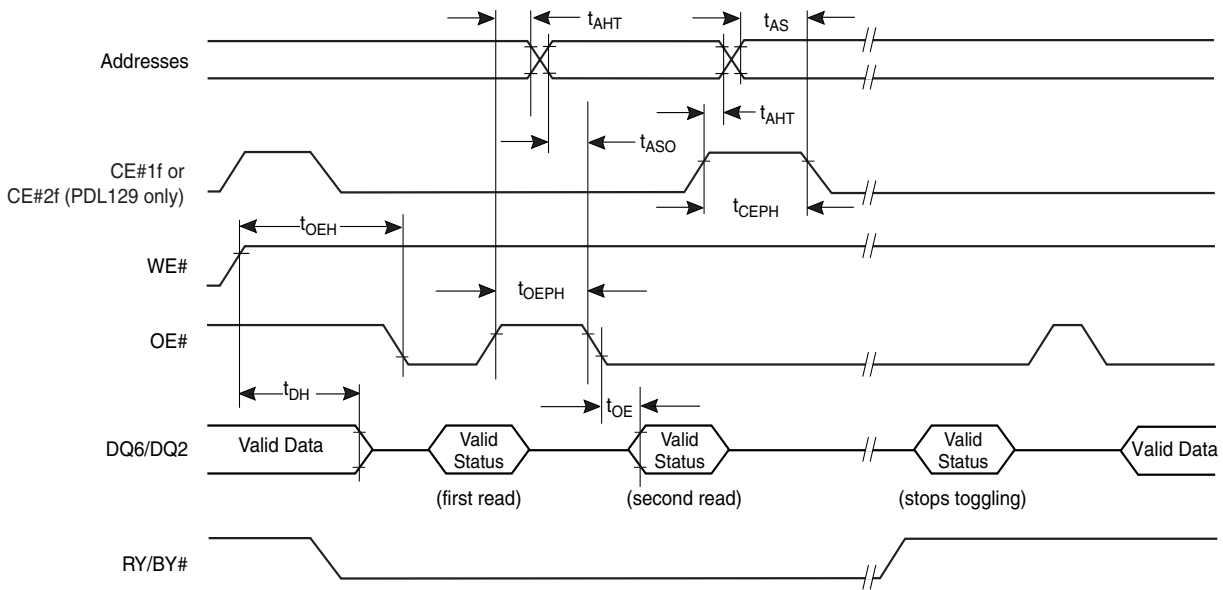 tAHT
tAS
Addresses
tAHT
tASO
CE#1f or
CE#2f (PDL129 only)
tCEPH
tOEH
WE#
tOEPH
OE#
tDH
tOE
DQ6/DQ2
Valid Data
Valid
Status
Valid
Status
Valid
Status
Valid Data
(first read)
(second read)
(stops toggling)
RY/BY#